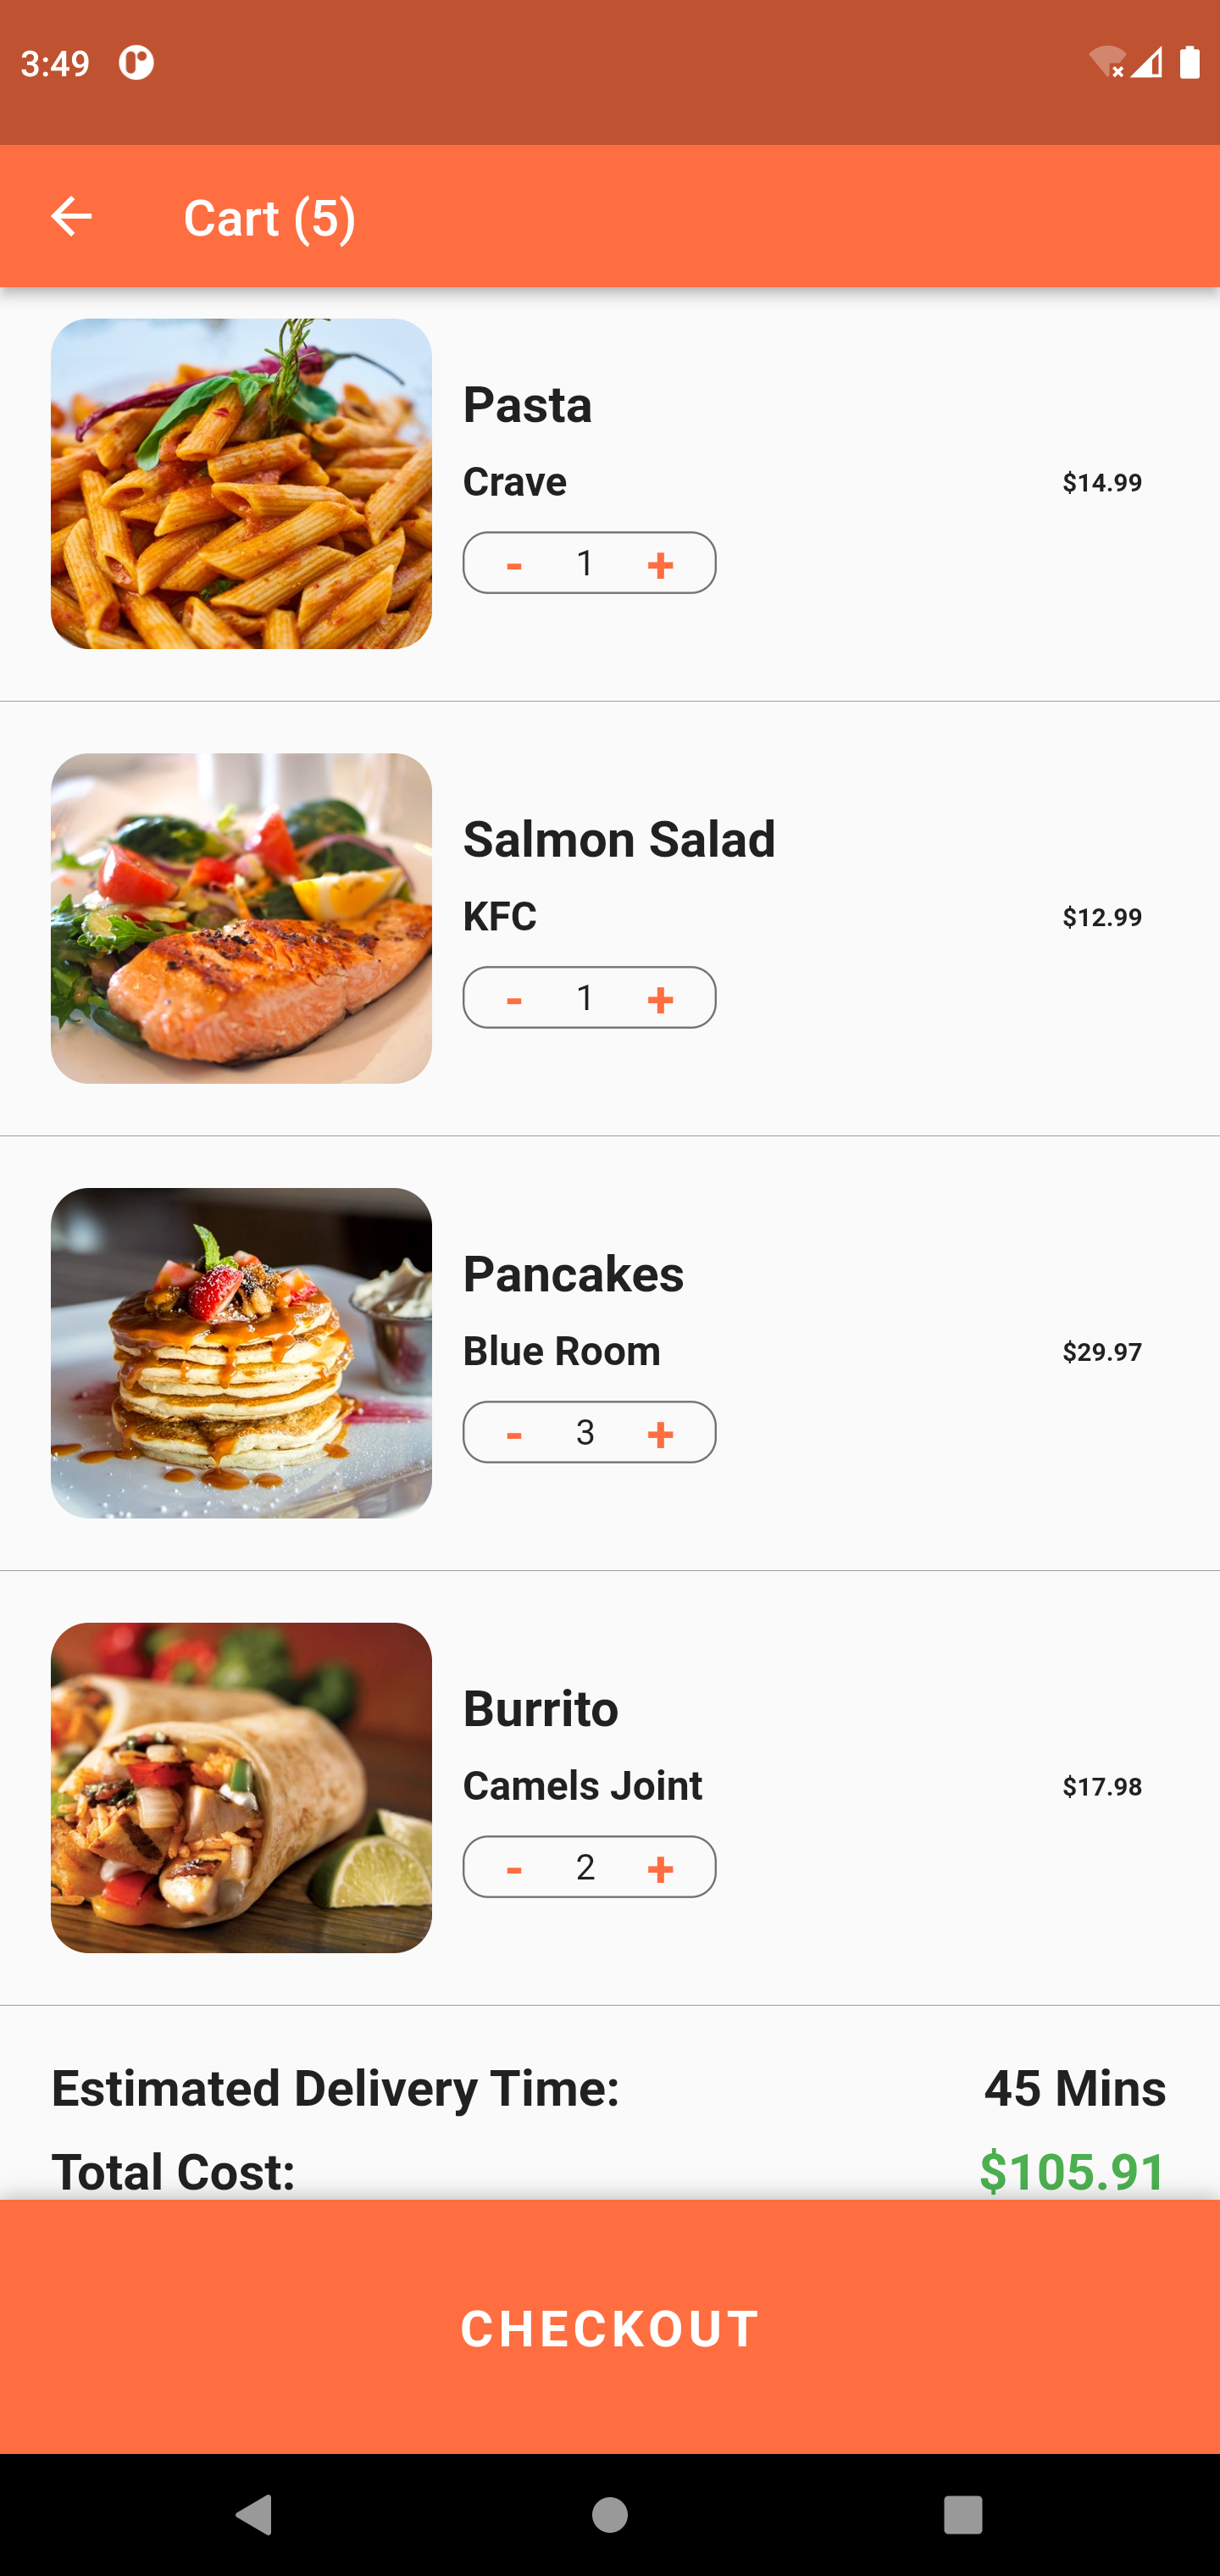 3:49
Cart (5)
Pasta
Crave
$14.99
- 1 +
Salmon Salad
KFC
$12.99
- 1 +
Pancakes
Blue Room
$29.97
- 3 +
Burrito
Camels Joint
$17.98
- 2 +
Estimated Delivery Time: 45 Mins
Total Cost: $105.91
CHECKOUT